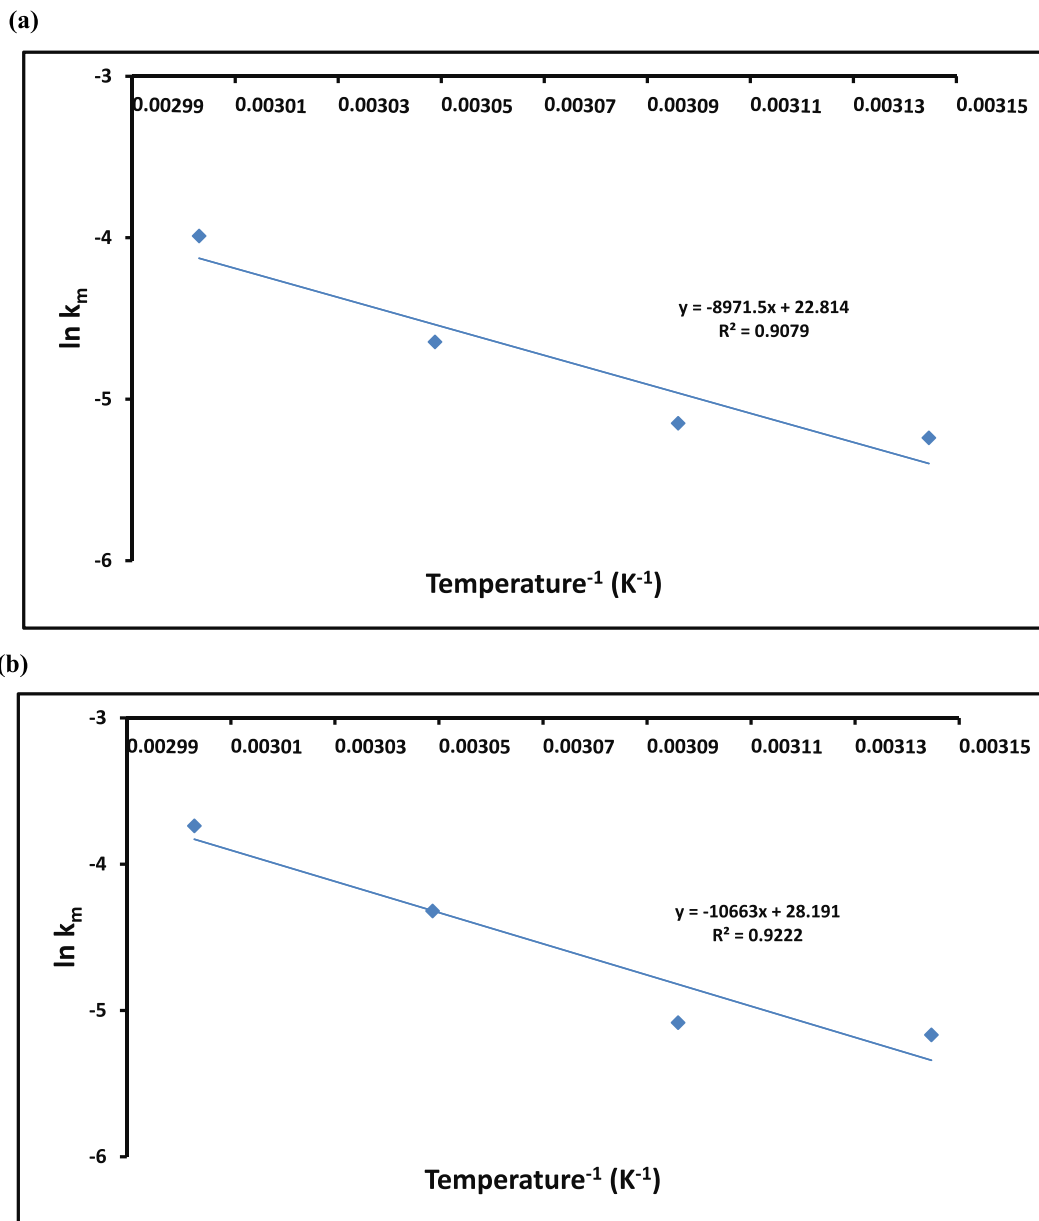 (a)
-3
0.00299 0.00301 0.00303 0.00305 0.00307 0.00309 0.00311 0.00313 0.00315
-4
ln kₘ
y = -8971.5x + 22.814
R² = 0.9079
-5
-6
Temperature⁻¹ (K⁻¹)
(b)
-3
0.00299 0.00301 0.00303 0.00305 0.00307 0.00309 0.00311 0.00313 0.00315
-4
ln kₘ
y = -10663x + 28.191
R² = 0.9222
-5
-6
Temperature⁻¹ (K⁻¹)